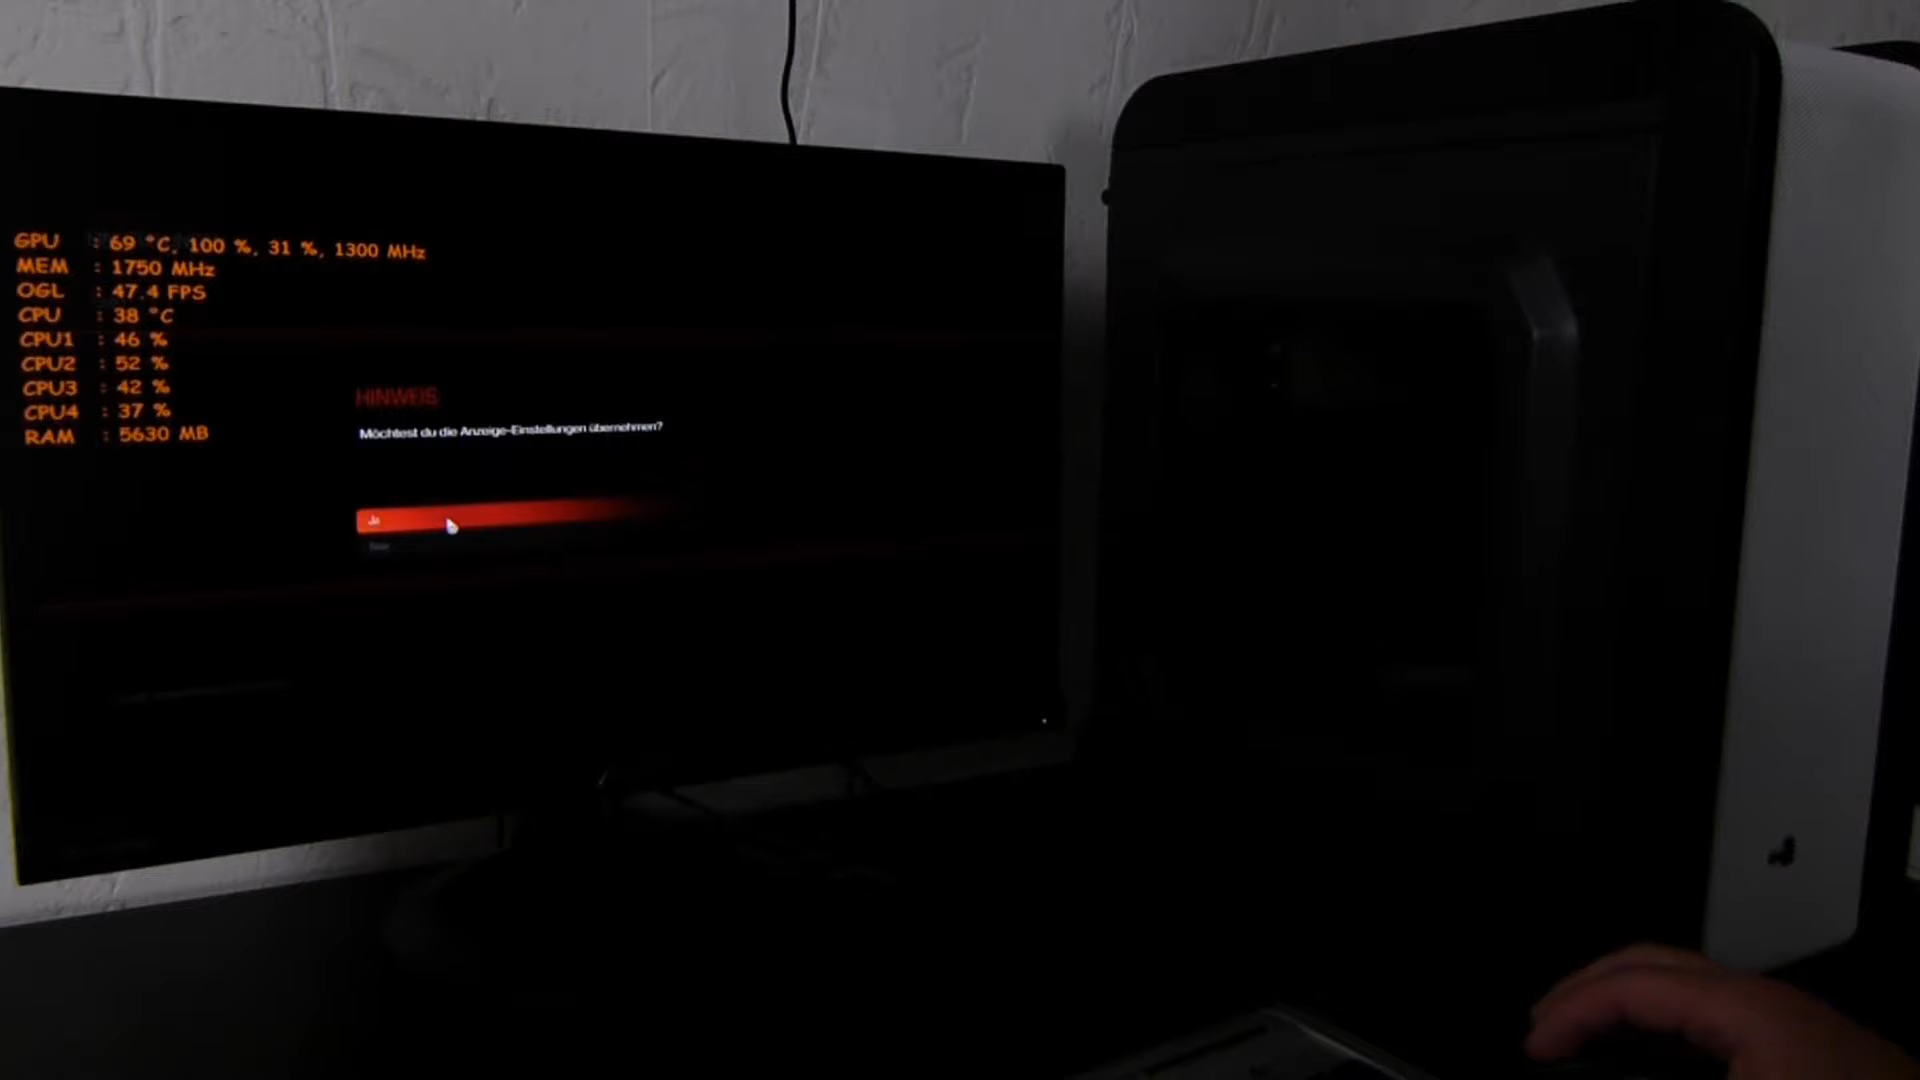 GPU : 69 °C, 100 %, 31 %, 1300 MHz
MEM : 1750 MHz
OGL : 47.4 FPS
CPU : 38 °C
CPU1 : 46 %
CPU2 : 52 %
CPU3 : 42 %
CPU4 : 37 %
RAM : 5630 MB
HINWEIS
Möchtest du die Anzeige-Einstellungen übernehmen?
Ja